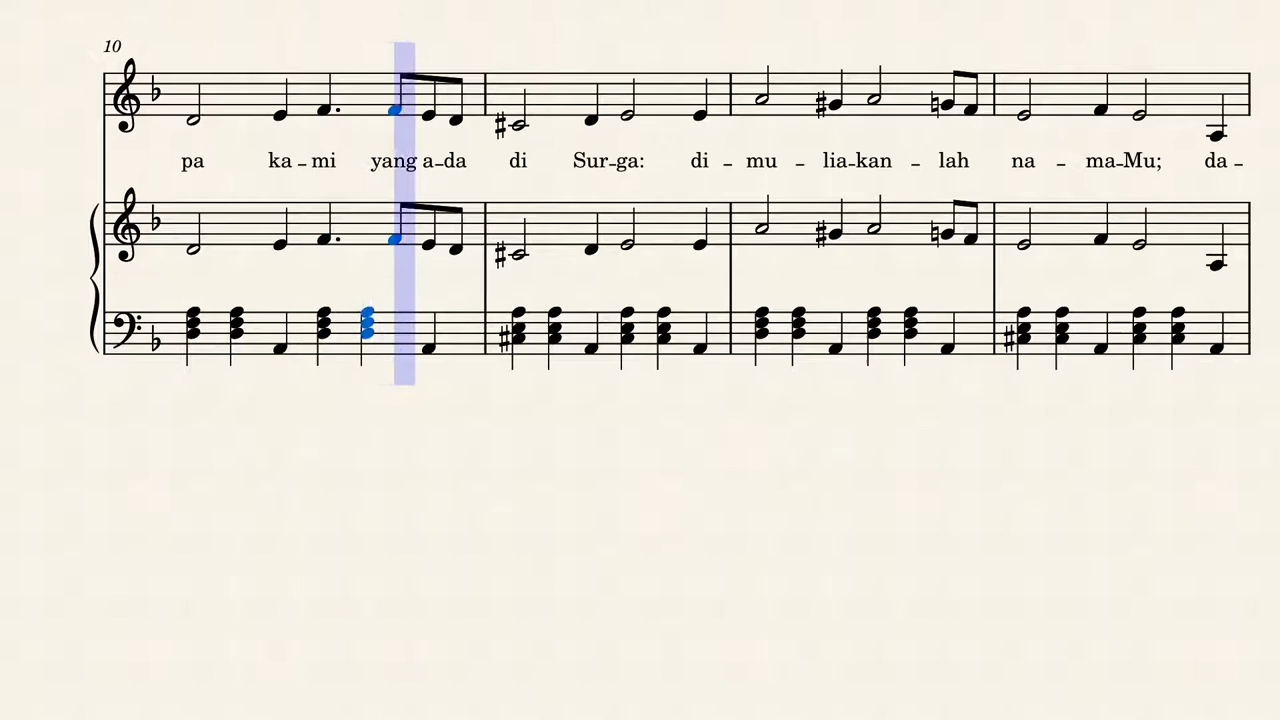 10
pa ka - mi yang a - da di Sur - ga: di - mu - lia - kan - lah na - ma - Mu; da -